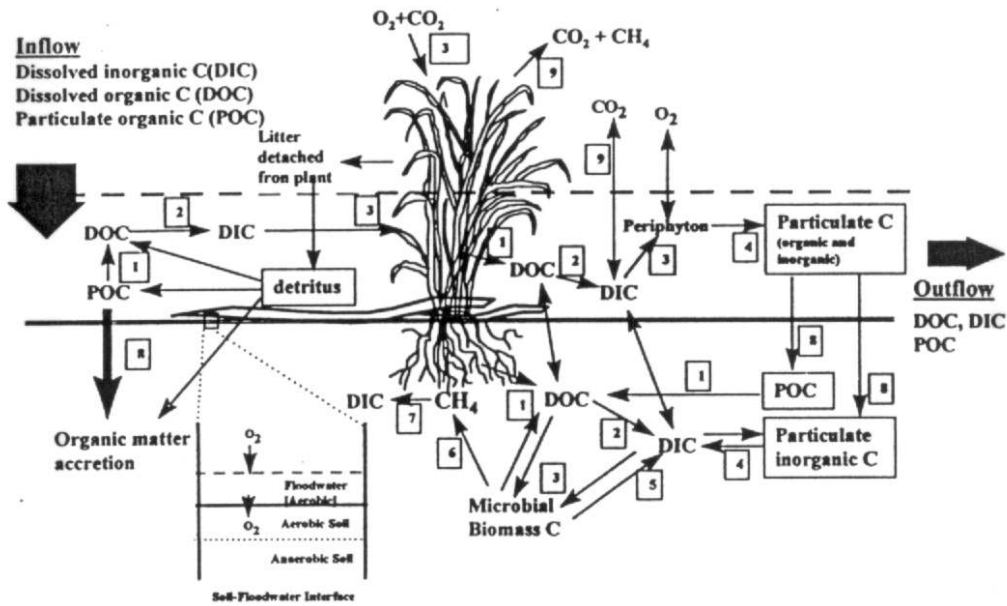 O₂+CO₂
3
CO₂ + CH₄
9
Inflow
Dissolved inorganic C(DIC)
Dissolved organic C (DOC)
Particulate organic C (POC)
CO₂
O₂
Litter
detached
fron plant
9
2
3
DOC
DIC
1
POC
detritus
1
DOC
2
DIC
Periphyton
3
4
Particulate C
(organic and
inorganic)
Outflow
DOC, DIC
POC
8
8
8
1
POC
DIC
7
CH₄
1
DOC
2
DIC
4
Particulate
inorganic C
Organic matter
accretion
6
3
5
Microbial
Biomass C
O₂
Floodwater
[Aerobic]
O₂
Aerobic Soil
Anaerobic Soil
Soil-Floodwater Interface